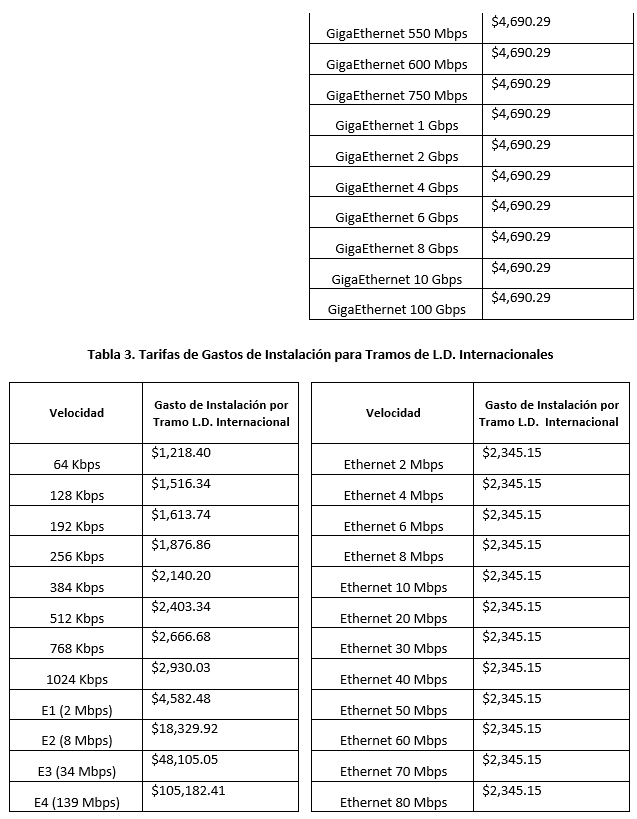 GigaEthernet 550 Mbps $4,690.29
GigaEthernet 600 Mbps $4,690.29
GigaEthernet 750 Mbps $4,690.29
GigaEthernet 1 Gbps $4,690.29
GigaEthernet 2 Gbps $4,690.29
GigaEthernet 4 Gbps $4,690.29
GigaEthernet 6 Gbps $4,690.29
GigaEthernet 8 Gbps $4,690.29
GigaEthernet 10 Gbps $4,690.29
GigaEthernet 100 Gbps $4,690.29
Tabla 3. Tarifas de Gastos de Instalación para Tramos de L.D. Internacionales
Velocidad
Gasto de Instalación por
Tramo L.D. Internacional
64 Kbps $1,218.40
128 Kbps $1,516.34
192 Kbps $1,613.74
256 Kbps $1,876.86
384 Kbps $2,140.20
512 Kbps $2,403.34
768 Kbps $2,666.68
1024 Kbps $2,930.03
E1 (2 Mbps) $4,582.48
E2 (8 Mbps) $18,329.92
E3 (34 Mbps) $48,105.05
E4 (139 Mbps) $105,182.41
Velocidad
Gasto de Instalación por
Tramo L.D. Internacional
Ethernet 2 Mbps $2,345.15
Ethernet 4 Mbps $2,345.15
Ethernet 6 Mbps $2,345.15
Ethernet 8 Mbps $2,345.15
Ethernet 10 Mbps $2,345.15
Ethernet 20 Mbps $2,345.15
Ethernet 30 Mbps $2,345.15
Ethernet 40 Mbps $2,345.15
Ethernet 50 Mbps $2,345.15
Ethernet 60 Mbps $2,345.15
Ethernet 70 Mbps $2,345.15
Ethernet 80 Mbps $2,345.15